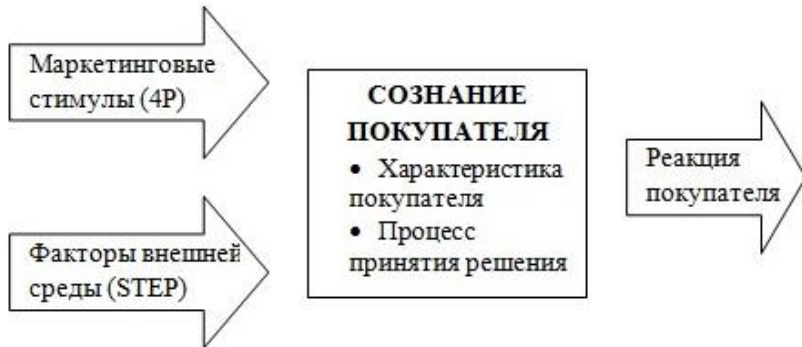 Маркетинговые
стимулы (4P)
Факторы внешней
среды (STEP)
СОЗНАНИЕ
ПОКУПАТЕЛЯ
• Характеристика
покупателя
• Процесс
принятия решения
Реакция
покупателя